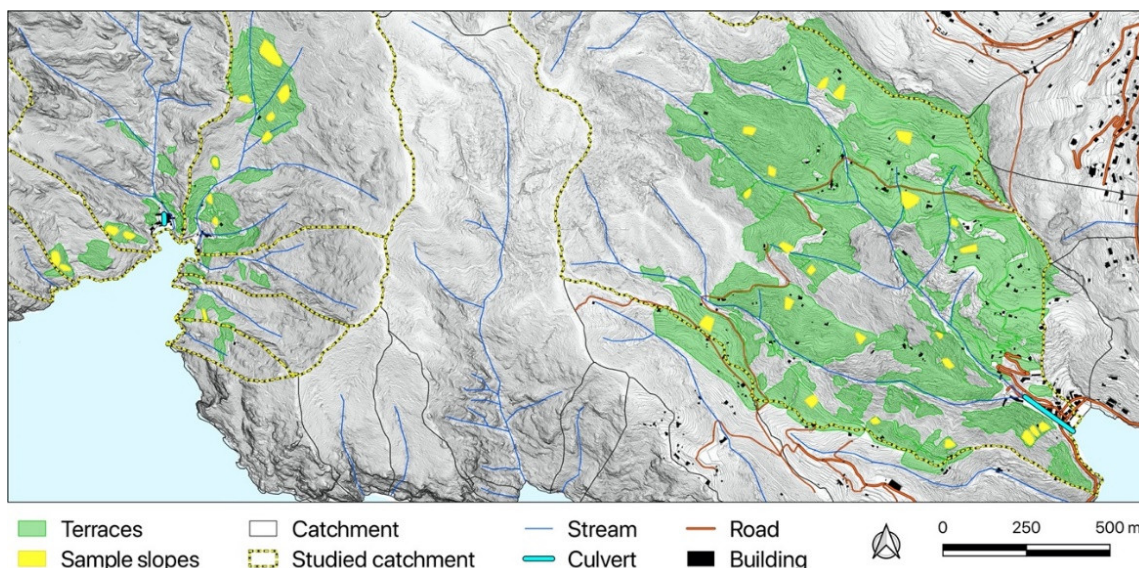 Terraces Catchment Stream Road 0 250 500 m
Sample slopes Studied catchment Culvert Building